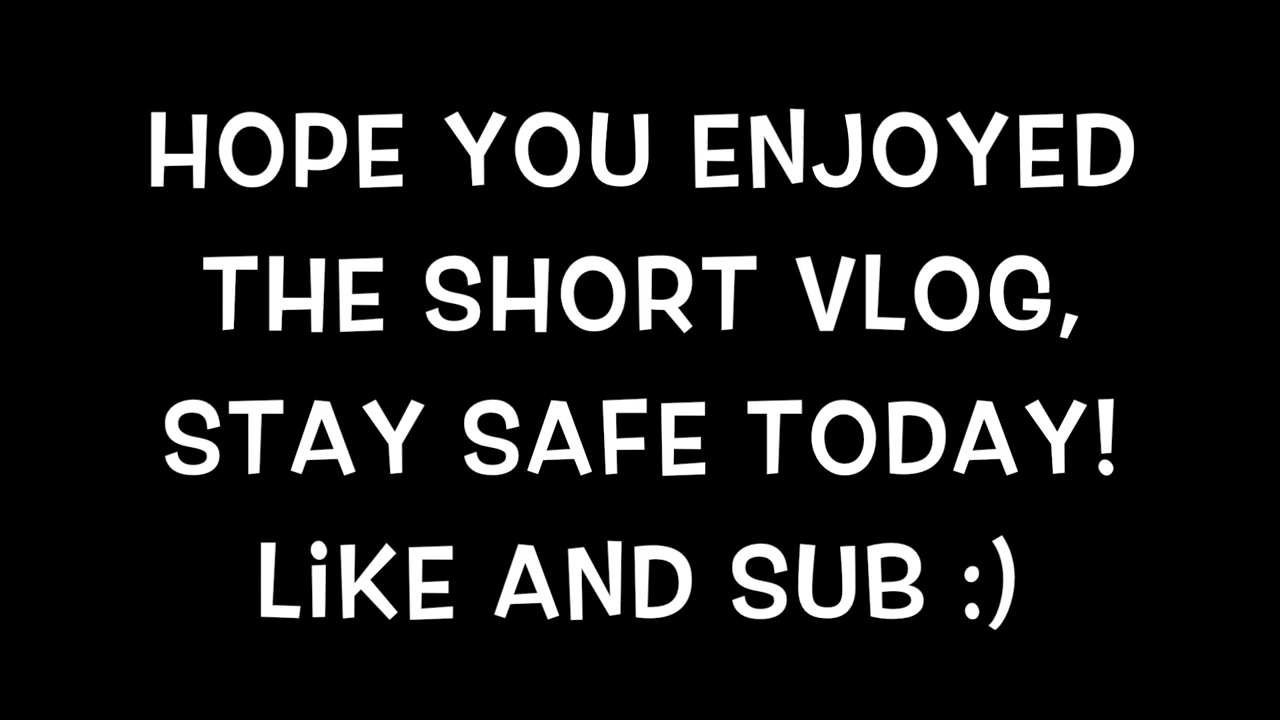 HOPE YOU ENJOYED
THE SHORT VLOG,
STAY SAFE TODAY!
LiKE AND SUB :)